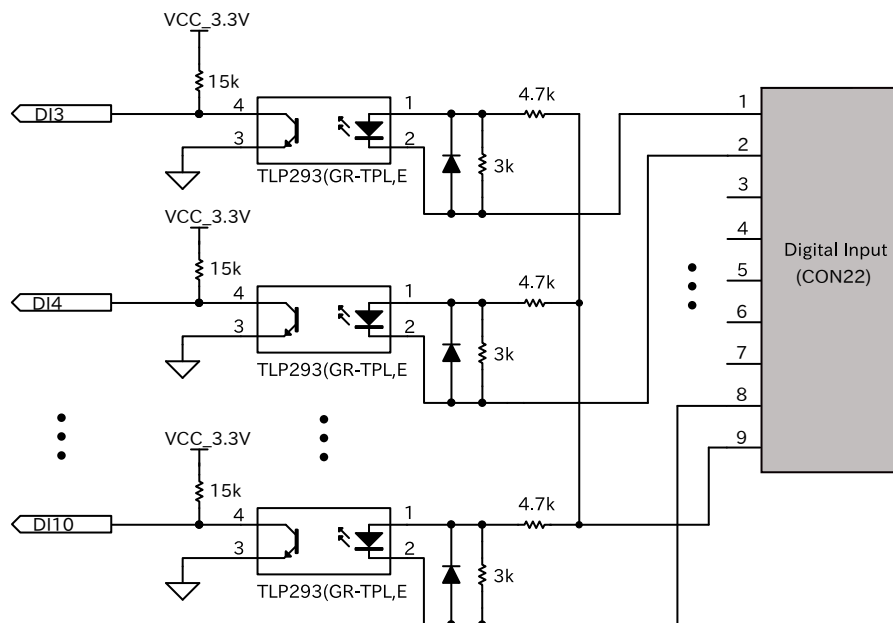 VCC_3.3V
15k
DI3
4
3
1
2
4.7k
3k
TLP293(GR-TPL,E
VCC_3.3V
15k
DI4
4
3
1
2
4.7k
3k
TLP293(GR-TPL,E
VCC_3.3V
15k
DI10
4
3
1
2
4.7k
3k
TLP293(GR-TPL,E
1
2
3
4
5
6
7
8
9
Digital Input
(CON22)